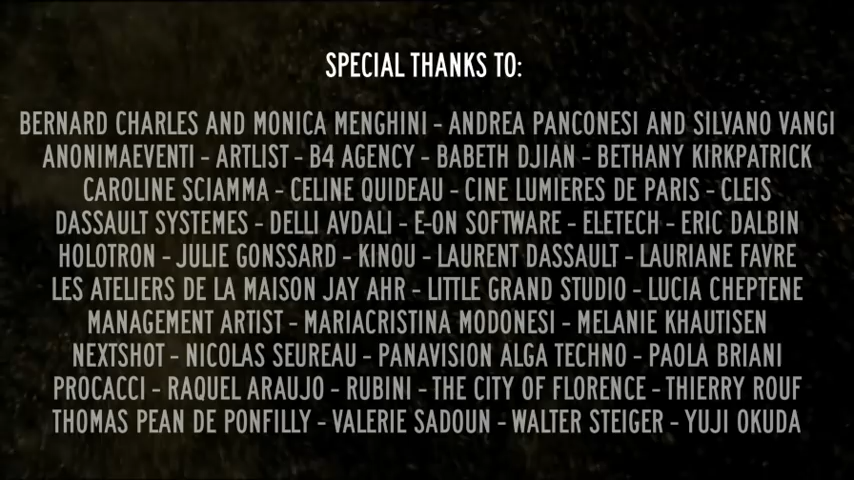 SPECIAL THANKS TO:
BERNARD CHARLES AND MONICA MENGHINI - ANDREA PANCONESI AND SILVANO VANGI
ANONIMAEVENTI - ARTLIST - B4 AGENCY - BABETH DJIAN - BETHANY KIRKPATRICK
CAROLINE SCIAMMA - CELINE QUIDEAU - CINE LUMIERES DE PARIS - CLEIS
DASSAULT SYSTEMES - DELLI AVDALI - E-ON SOFTWARE - ELETECH - ERIC DALBIN
HOLOTRON - JULIE GONSSARD - KINOU - LAURENT DASSAULT - LAURIANE FAVRE
LES ATELIERS DE LA MAISON JAY AHR - LITTLE GRAND STUDIO - LUCIA CHEPTENE
MANAGEMENT ARTIST - MARIACRISTINA MODONESI - MELANIE KHAUTISEN
NEXTSHOT - NICOLAS SEUREAU - PANAVISION ALGA TECHNO - PAOLA BRIANI
PROCACCI - RAQUEL ARAUJO - RUBINI - THE CITY OF FLORENCE - THIERRY ROUF
THOMAS PEAN DE PONFILLY - VALERIE SADOUN - WALTER STEIGER - YUJI OKUDA